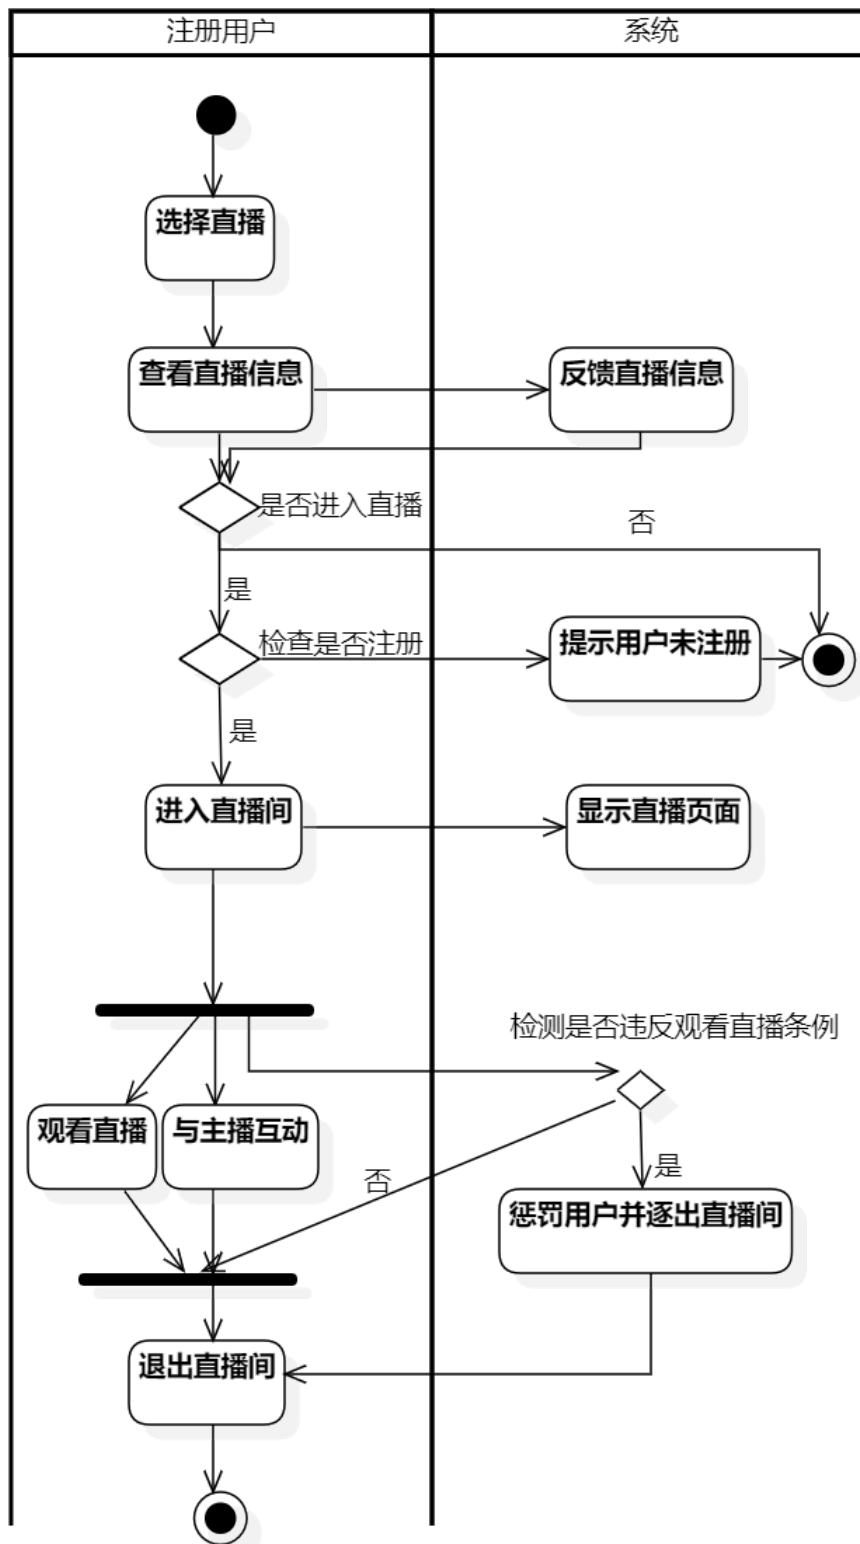 注册用户
系统
选择直播
查看直播信息
反馈直播信息
是否进入直播
否
是
检查是否注册
提示用户未注册
是
进入直播间
显示直播页面
检测是否违反观看直播条例
观看直播
与主播互动
否
是
惩罚用户并逐出直播间
退出直播间